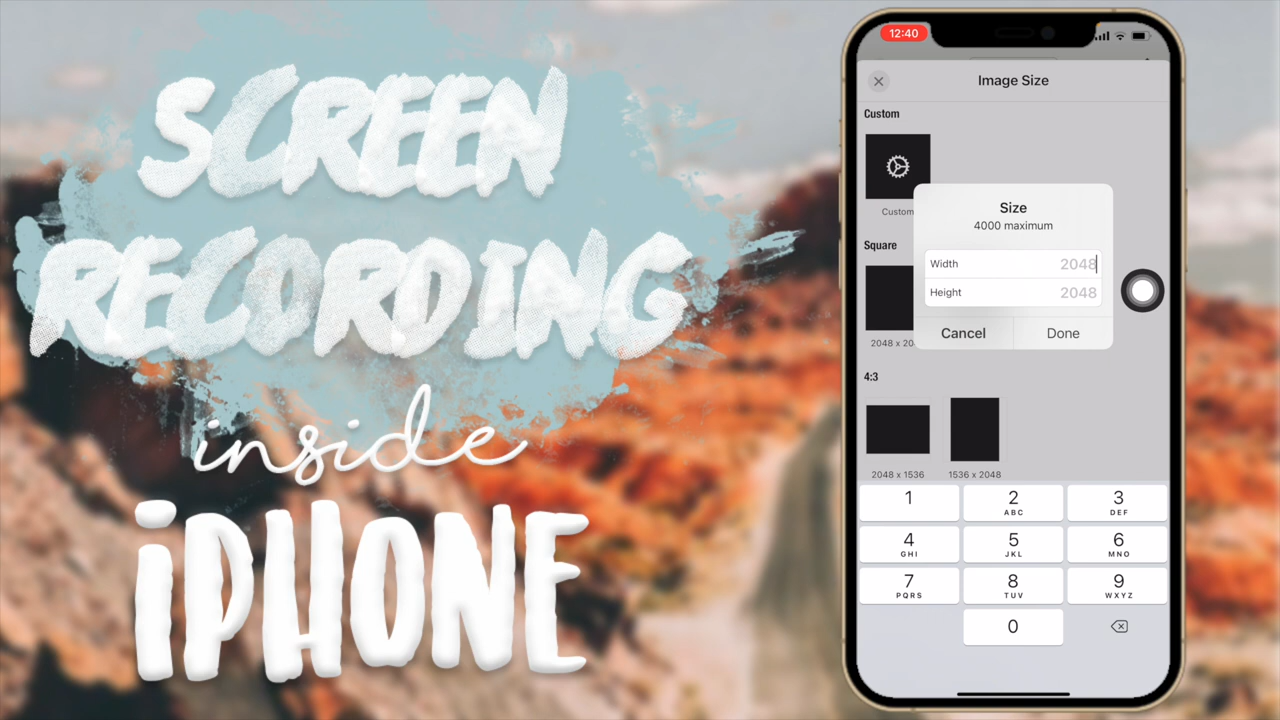 SCREEN
RECORDING
inside
iPHONE
12:40
Image Size
Custom
Custom
Size
4000 maximum
Width 2048
Height 2048
Cancel Done
Square
2048 x 20
4:3
2048 x 1536 1536 x 2048
1 2 3
ABC DEF
4 5 6
GHI JKL MNO
7 8 9
PQRS TUV WXYZ
0